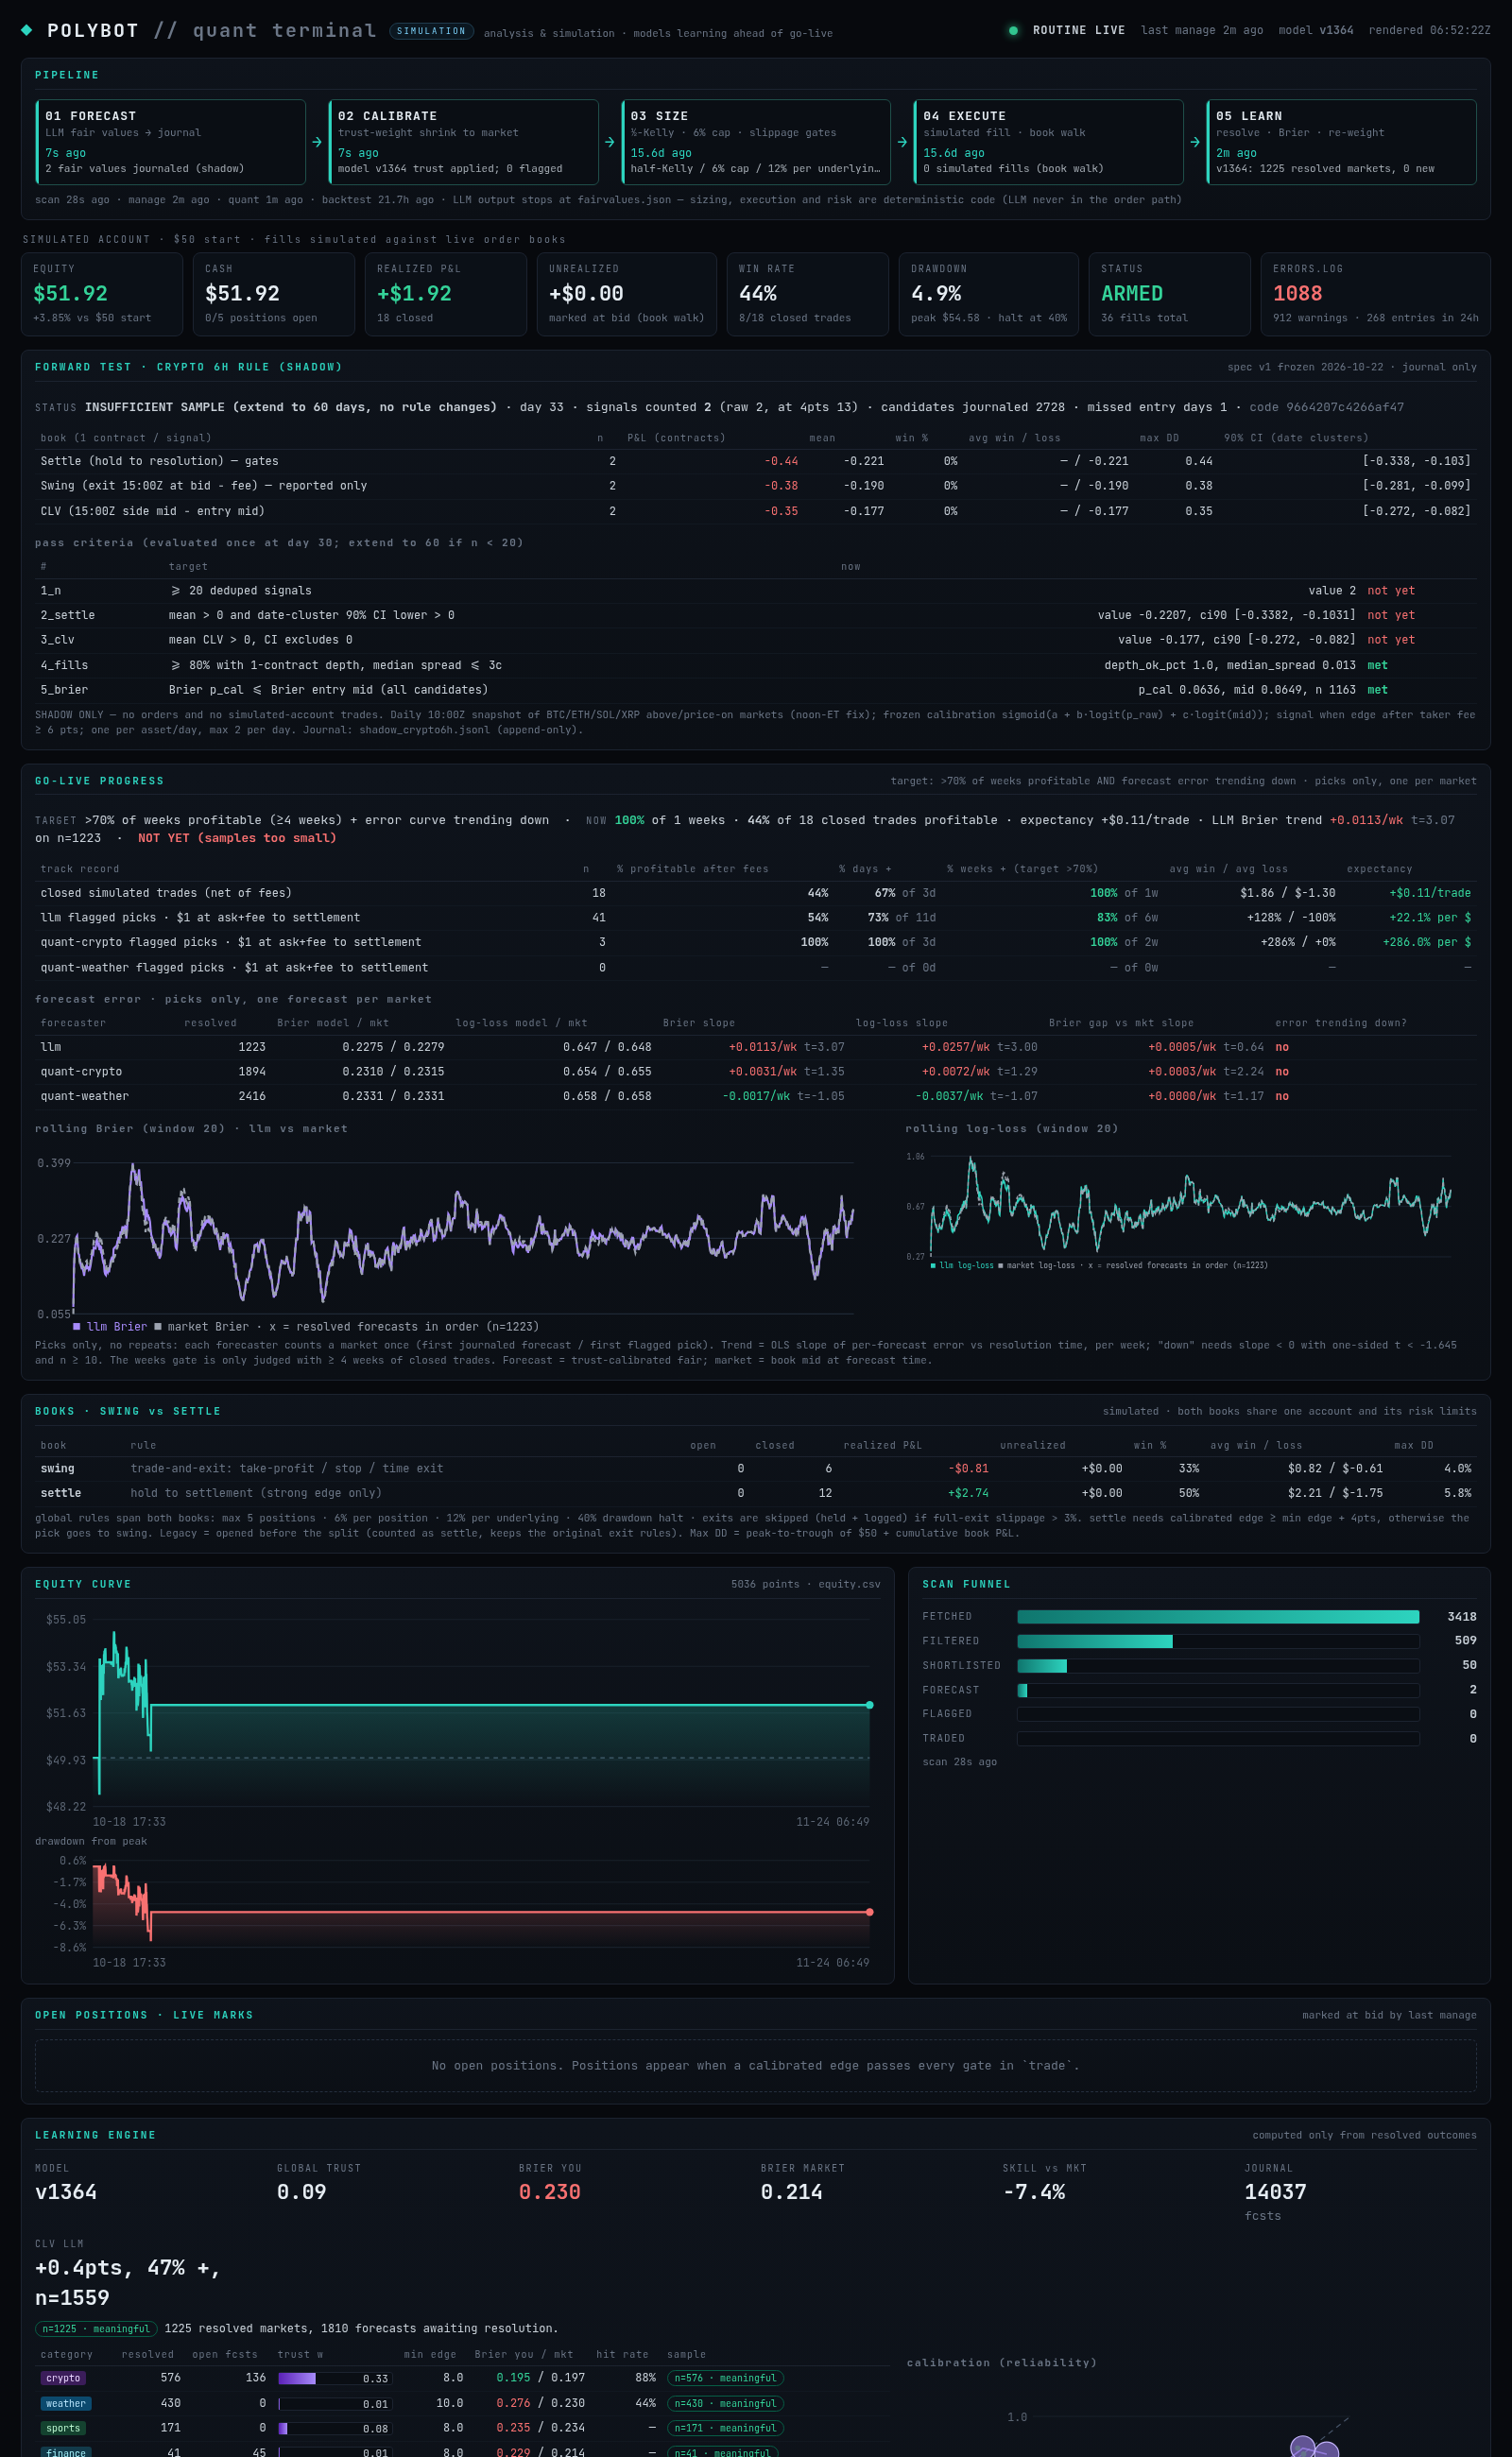 ◆ POLYBOT // quant terminal SIMULATION analysis & simulation · models learning ahead of go-live ROUTINE LIVE last manage 2m ago model v1364 rendered 06:52:22Z
PIPELINE
01 FORECAST → 02 CALIBRATE → 03 SIZE → 04 EXECUTE → 05 LEARN
LLM fair values → journal trust-weight shrink to market ½-Kelly · 6% cap · slippage gates simulated fill · book walk resolve · Brier · re-weight
7s ago 7s ago 15.6d ago 15.6d ago 2m ago
2 fair values journaled (shadow) model v1364 trust applied; 0 flagged half-Kelly / 6% cap / 12% per underlyin… 0 simulated fills (book walk) v1364: 1225 resolved markets, 0 new
scan 28s ago · manage 2m ago · quant 1m ago · backtest 21.7h ago · LLM output stops at fairvalues.json — sizing, execution and risk are deterministic code (LLM never in the order path)
SIMULATED ACCOUNT · $50 start · fills simulated against live order books
EQUITY CASH REALIZED P&L UNREALIZED WIN RATE DRAWDOWN STATUS ERRORS.LOG
$51.92 $51.92 +$1.92 +$0.00 44% 4.9% ARMED 1088
+3.85% vs $50 start 0/5 positions open 18 closed marked at bid (book walk) 8/18 closed trades peak $54.58 · halt at 40% 36 fills total 912 warnings · 268 entries in 24h
FORWARD TEST · CRYPTO 6H RULE (SHADOW) spec v1 frozen 2026-10-22 · journal only
STATUS INSUFFICIENT SAMPLE (extend to 60 days, no rule changes) · day 33 · signals counted 2 (raw 2, at 4pts 13) · candidates journaled 2728 · missed entry days 1 · code 9664207c4266af47
book (1 contract / signal) n P&L (contracts) mean win % avg win / loss max DD 90% CI (date clusters)
Settle (hold to resolution) — gates 2 -0.44 -0.221 0% — / -0.221 0.44 [-0.338, -0.103]
Swing (exit 15:00Z at bid - fee) — reported only 2 -0.38 -0.190 0% — / -0.190 0.38 [-0.281, -0.099]
CLV (15:00Z side mid - entry mid) 2 -0.35 -0.177 0% — / -0.177 0.35 [-0.272, -0.082]
pass criteria (evaluated once at day 30; extend to 60 if n < 20)
# target now
1_n ≥ 20 deduped signals value 2 not yet
2_settle mean > 0 and date-cluster 90% CI lower > 0 value -0.2207, ci90 [-0.3382, -0.1031] not yet
3_clv mean CLV > 0, CI excludes 0 value -0.177, ci90 [-0.272, -0.082] not yet
4_fills ≥ 80% with 1-contract depth, median spread ≤ 3c depth_ok_pct 1.0, median_spread 0.013 met
5_brier Brier p_cal ≤ Brier entry mid (all candidates) p_cal 0.0636, mid 0.0649, n 1163 met
SHADOW ONLY — no orders and no simulated-account trades. Daily 10:00Z snapshot of BTC/ETH/SOL/XRP above/price-on markets (noon-ET fix); frozen calibration sigmoid(a + b·logit(p_raw) + c·logit(mid)); signal when edge after taker fee
≥ 6 pts; one per asset/day, max 2 per day. Journal: shadow_crypto6h.jsonl (append-only).
GO-LIVE PROGRESS target: >70% of weeks profitable AND forecast error trending down · picks only, one per market
TARGET >70% of weeks profitable (≥4 weeks) + error curve trending down · NOW 100% of 1 weeks · 44% of 18 closed trades profitable · expectancy +$0.11/trade · LLM Brier trend +0.0113/wk t=3.07
on n=1223 · NOT YET (samples too small)
track record n % profitable after fees % days + % weeks + (target >70%) avg win / avg loss expectancy
closed simulated trades (net of fees) 18 44% 67% of 3d 100% of 1w $1.86 / $-1.30 +$0.11/trade
llm flagged picks · $1 at ask+fee to settlement 41 54% 73% of 11d 83% of 6w +128% / -100% +22.1% per $
quant-crypto flagged picks · $1 at ask+fee to settlement 3 100% 100% of 3d 100% of 2w +286% / +0% +286.0% per $
quant-weather flagged picks · $1 at ask+fee to settlement 0 — — of 0d — of 0w — —
forecast error · picks only, one forecast per market
forecaster resolved Brier model / mkt log-loss model / mkt Brier slope log-loss slope Brier gap vs mkt slope error trending down?
llm 1223 0.2275 / 0.2279 0.647 / 0.648 +0.0113/wk t=3.07 +0.0257/wk t=3.00 +0.0005/wk t=0.64 no
quant-crypto 1894 0.2310 / 0.2315 0.654 / 0.655 +0.0031/wk t=1.35 +0.0072/wk t=1.29 +0.0003/wk t=2.24 no
quant-weather 2416 0.2331 / 0.2331 0.658 / 0.658 -0.0017/wk t=-1.05 -0.0037/wk t=-1.07 +0.0000/wk t=1.17 no
rolling Brier (window 20) · llm vs market rolling log-loss (window 20)
0.399 1.06
0.227 0.67
0.055 0.27
■ llm Brier ■ market Brier · x = resolved forecasts in order (n=1223) ■ llm log-loss ■ market log-loss · x = resolved forecasts in order (n=1223)
Picks only, no repeats: each forecaster counts a market once (first journaled forecast / first flagged pick). Trend = OLS slope of per-forecast error vs resolution time, per week; "down" needs slope < 0 with one-sided t < -1.645
and n ≥ 10. The weeks gate is only judged with ≥ 4 weeks of closed trades. Forecast = trust-calibrated fair; market = book mid at forecast time.
BOOKS · SWING vs SETTLE simulated · both books share one account and its risk limits
book rule open closed realized P&L unrealized win % avg win / loss max DD
swing trade-and-exit: take-profit / stop / time exit 0 6 -$0.81 +$0.00 33% $0.82 / $-0.61 4.0%
settle hold to settlement (strong edge only) 0 12 +$2.74 +$0.00 50% $2.21 / $-1.75 5.8%
global rules span both books: max 5 positions · 6% per position · 12% per underlying · 40% drawdown halt · exits are skipped (held + logged) if full-exit slippage > 3%. settle needs calibrated edge ≥ min edge + 4pts, otherwise the
pick goes to swing. Legacy = opened before the split (counted as settle, keeps the original exit rules). Max DD = peak-to-trough of $50 + cumulative book P&L.
EQUITY CURVE 5036 points · equity.csv
$55.05
$53.34
$51.63
$49.93
$48.22
10-18 17:33 11-24 06:49
drawdown from peak
0.6%
-1.7%
-4.0%
-6.3%
-8.6%
10-18 17:33 11-24 06:49
SCAN FUNNEL
FETCHED 3418
FILTERED 509
SHORTLISTED 50
FORECAST 2
FLAGGED 0
TRADED 0
scan 28s ago
OPEN POSITIONS · LIVE MARKS marked at bid by last manage
No open positions. Positions appear when a calibrated edge passes every gate in `trade`.
LEARNING ENGINE computed only from resolved outcomes
MODEL GLOBAL TRUST BRIER YOU BRIER MARKET SKILL vs MKT JOURNAL
v1364 0.09 0.230 0.214 -7.4% 14037
fcsts
CLV LLM
+0.4pts, 47% +,
n=1559
n=1225 · meaningful 1225 resolved markets, 1810 forecasts awaiting resolution.
category resolved open fcsts trust w min edge Brier you / mkt hit rate sample
crypto 576 136 0.33 8.0 0.195 / 0.197 88% n=576 · meaningful
weather 430 0 0.01 10.0 0.276 / 0.230 44% n=430 · meaningful
sports 171 0 0.08 8.0 0.235 / 0.234 — n=171 · meaningful
finance 41 45 0.01 8.0 0.229 / 0.214 — n=41 · meaningful
calibration (reliability)
1.0